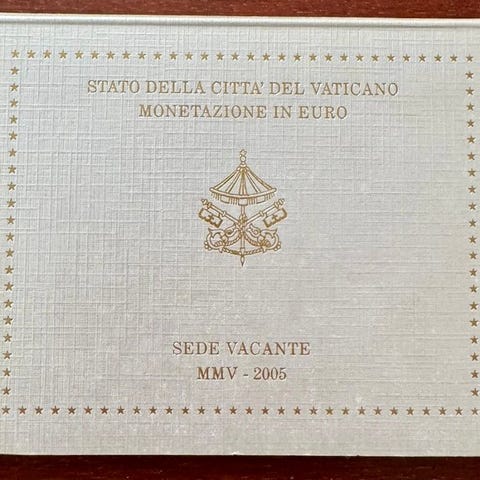 STATO DELLA CITTA' DEL VATICANO
MONETAZIONE IN EURO
SEDE VACANTE
MMV - 2005